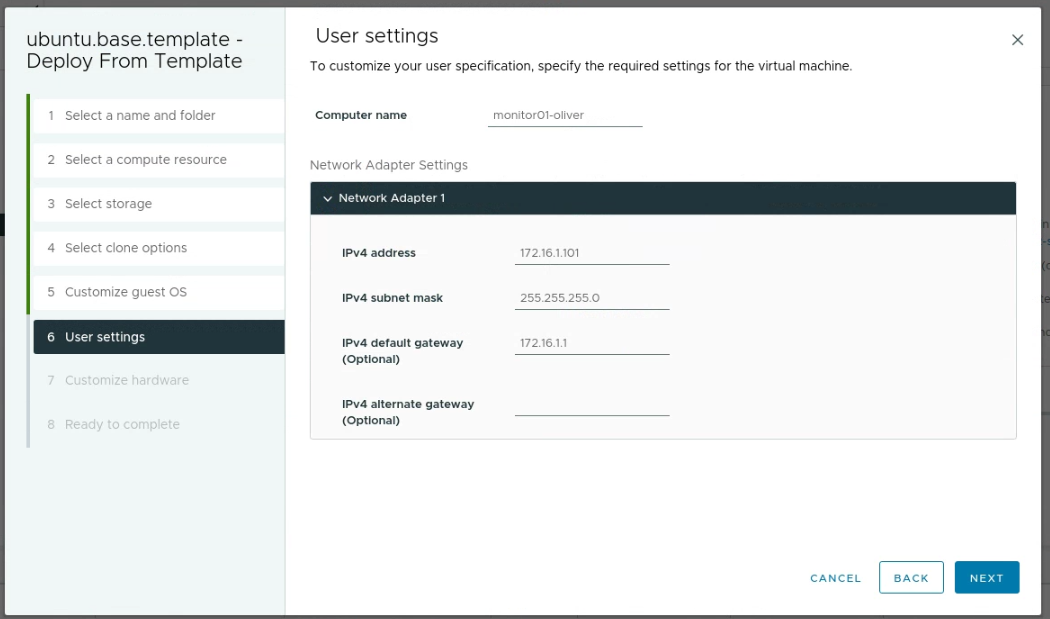 ubuntu.base.template -
Deploy From Template
1 Select a name and folder
2 Select a compute resource
3 Select storage
4 Select clone options
5 Customize guest OS
6 User settings
7 Customize hardware
8 Ready to complete
User settings
To customize your user specification, specify the required settings for the virtual machine.
Computer name monitor01-oliver
Network Adapter Settings
Network Adapter 1
IPv4 address 172.16.1.101
IPv4 subnet mask 255.255.255.0
IPv4 default gateway 172.16.1.1
(Optional)
IPv4 alternate gateway
(Optional)
CANCEL BACK NEXT